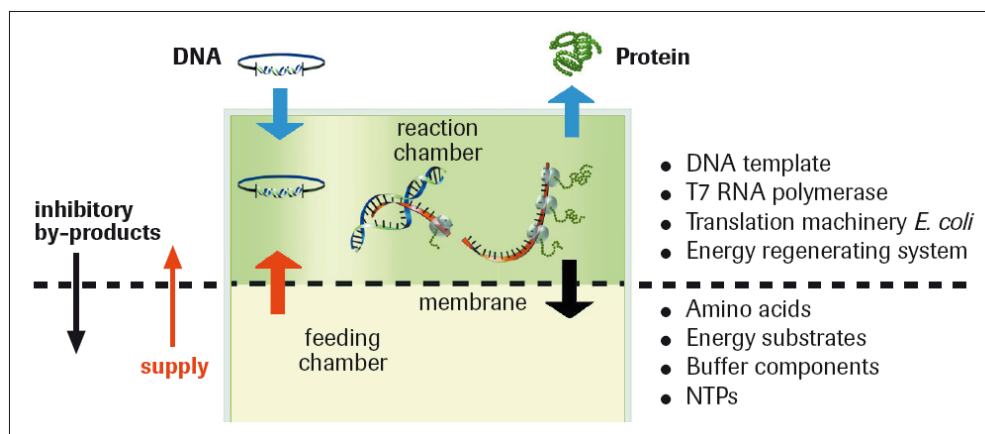 DNA
Protein
reaction
chamber
inhibitory
by-products
supply
membrane
feeding
chamber
• DNA template
• T7 RNA polymerase
• Translation machinery E. coli
• Energy regenerating system
• Amino acids
• Energy substrates
• Buffer components
• NTPs